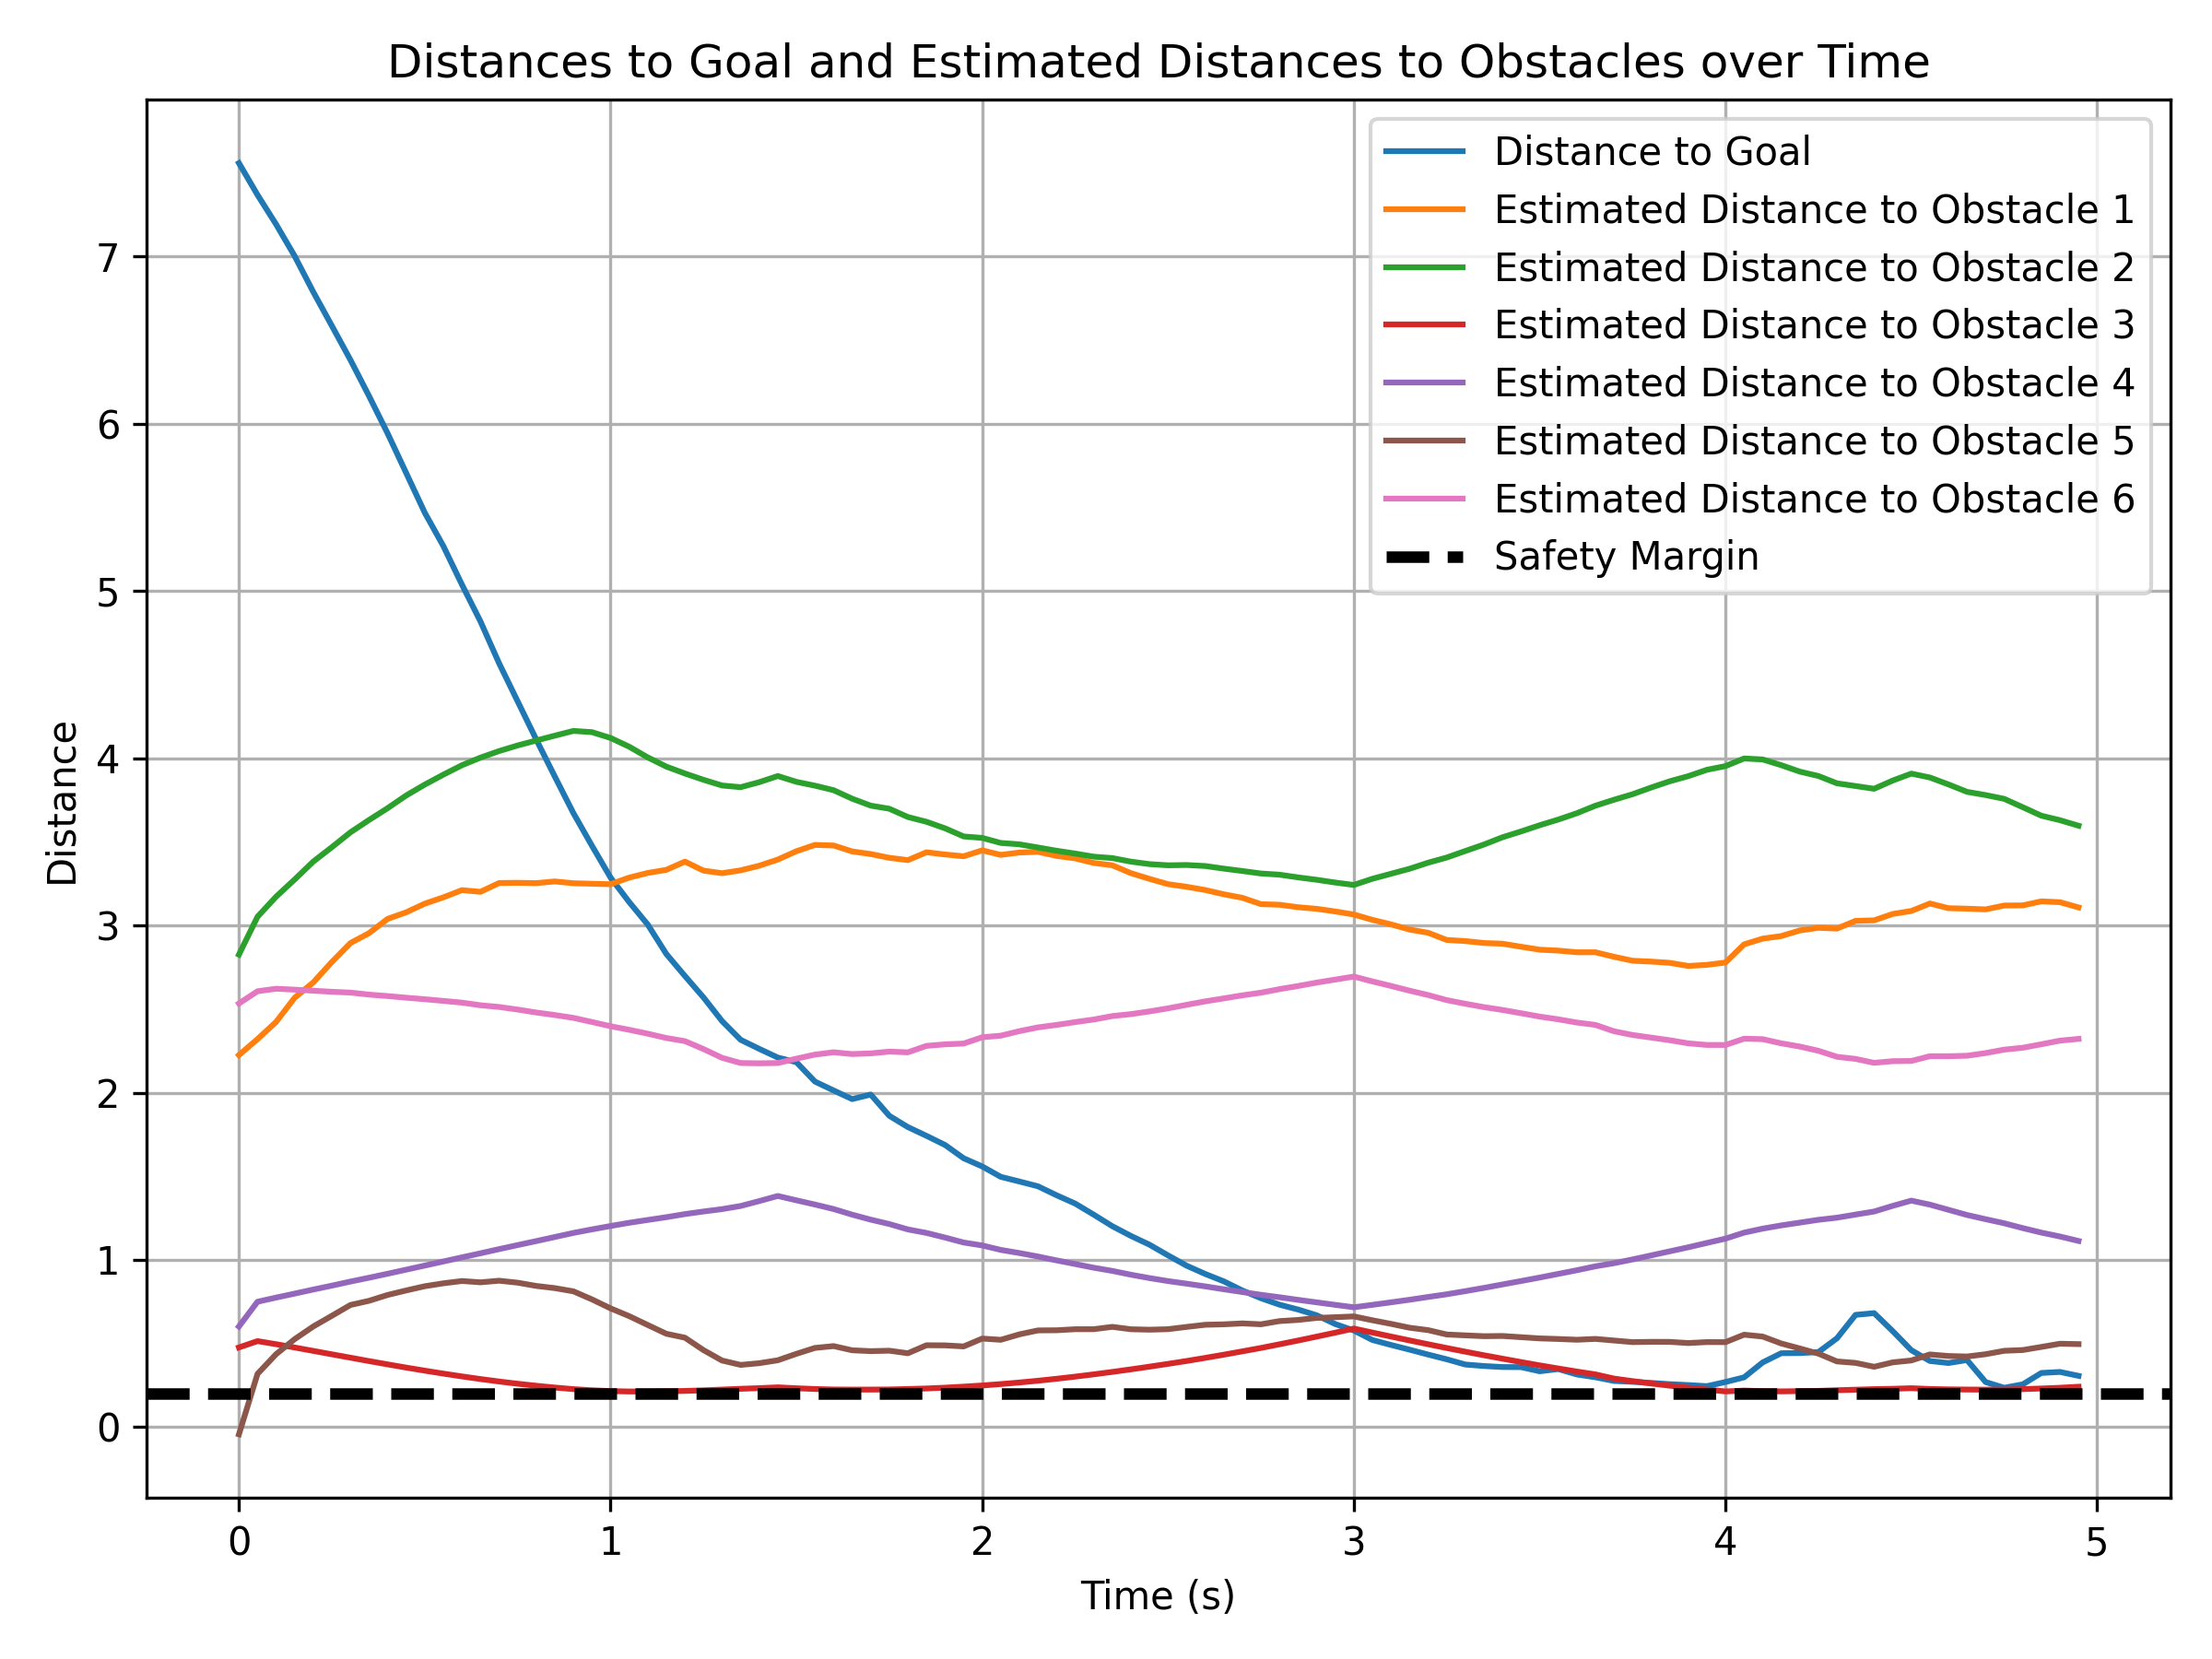 Distances to Goal and Estimated Distances to Obstacles over Time
Distance to Goal
Estimated Distance to Obstacle 1
Estimated Distance to Obstacle 2
Estimated Distance to Obstacle 3
Estimated Distance to Obstacle 4
Estimated Distance to Obstacle 5
Estimated Distance to Obstacle 6
Safety Margin
Distance
7
6
5
4
3
2
1
0
0 1 2 3 4 5
Time (s)